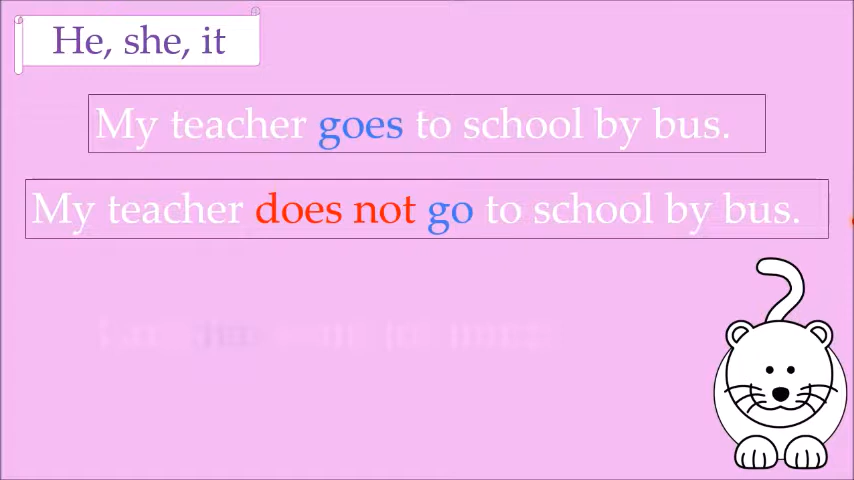 He, she, it
My teacher goes to school by bus.
My teacher does not go to school by bus.